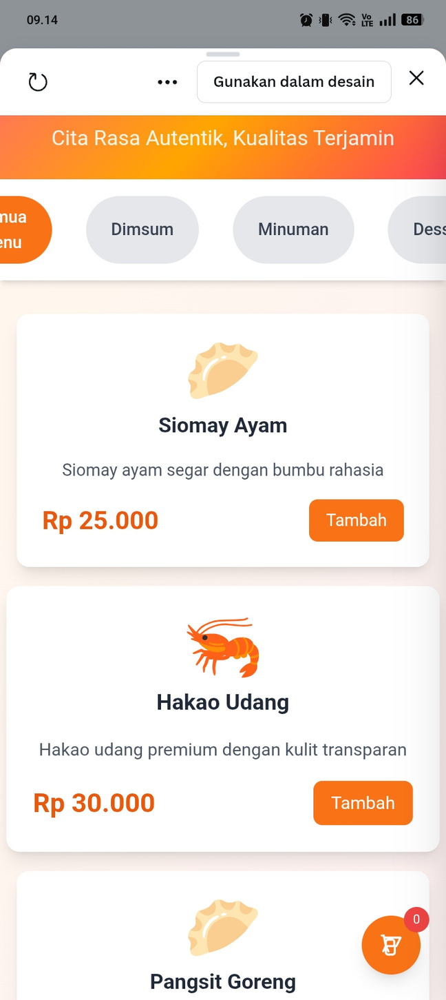 09.14
Vo
LTE
86
Gunakan dalam desain
Cita Rasa Autentik, Kualitas Terjamin
mua
enu
Dimsum
Minuman
Dess
Siomay Ayam
Siomay ayam segar dengan bumbu rahasia
Rp 25.000
Tambah
Hakao Udang
Hakao udang premium dengan kulit transparan
Rp 30.000
Tambah
0
Pangsit Goreng